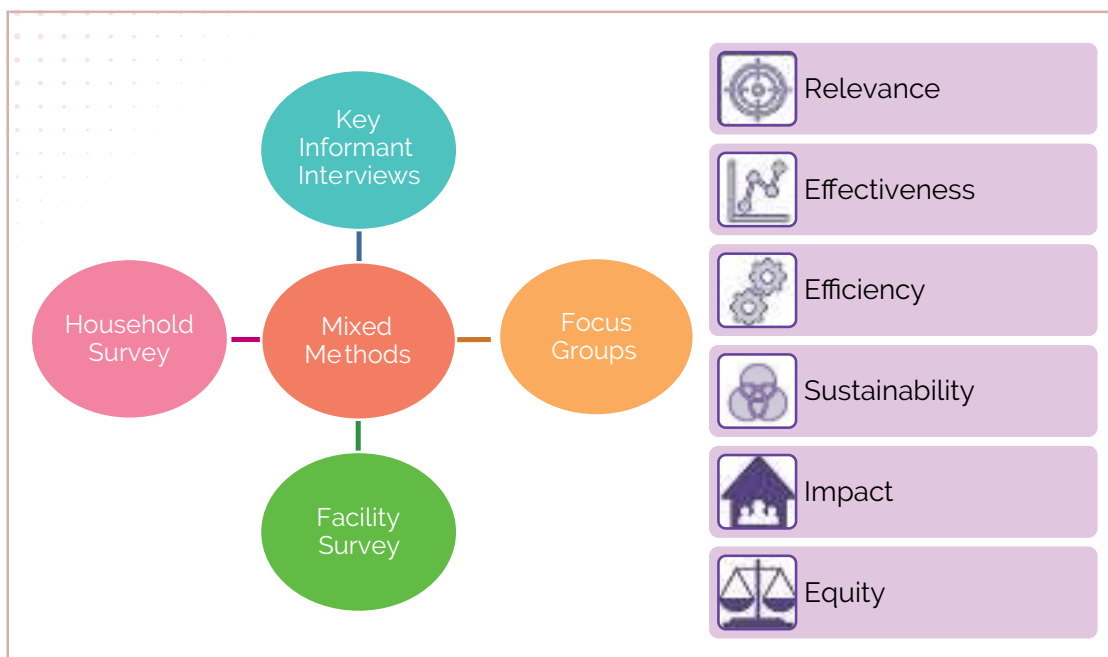 Key
Informant
Interviews
Household
Survey
Mixed
Methods
Focus
Groups
Facility
Survey
Relevance
Effectiveness
Efficiency
Sustainability
Impact
Equity